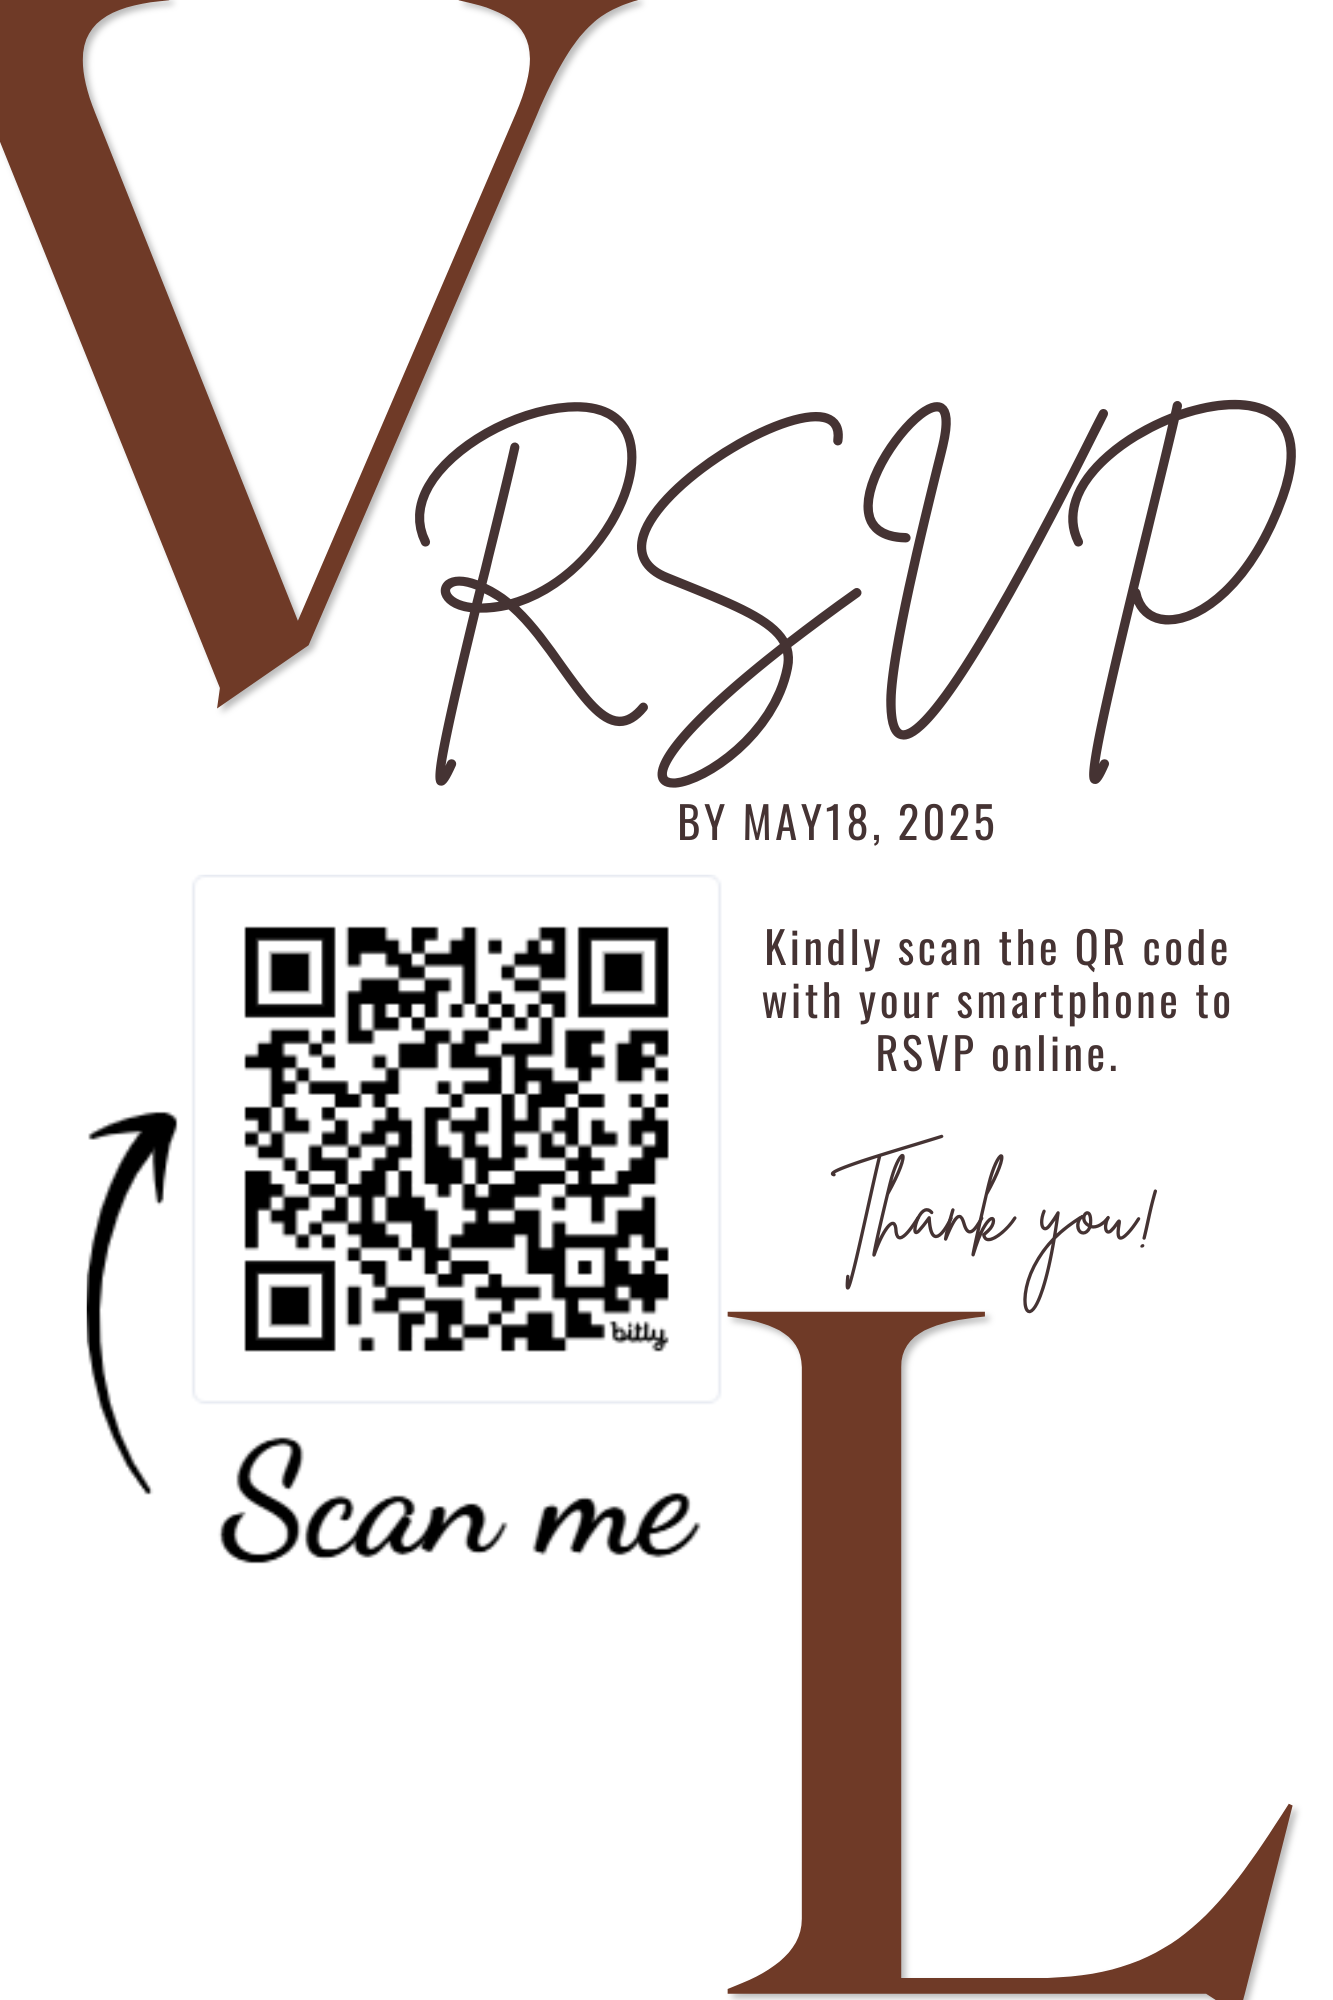 V
RSVP
BY MAY18, 2025
Kindly scan the QR code
with your smartphone to
RSVP online.
Thank you!
bitly
Scan me
L